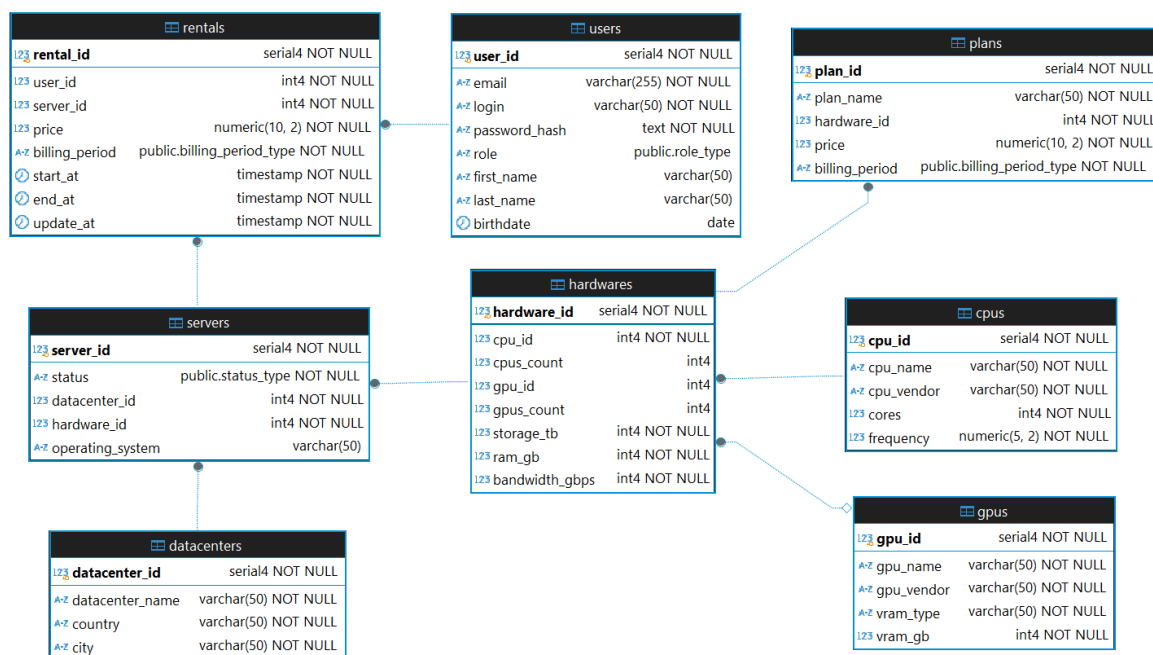 rentals
rental_id serial4 NOT NULL
user_id int4 NOT NULL
server_id int4 NOT NULL
price numeric(10, 2) NOT NULL
billing_period public.billing_period_type NOT NULL
start_at timestamp NOT NULL
end_at timestamp NOT NULL
update_at timestamp NOT NULL
users
user_id serial4 NOT NULL
email varchar(255) NOT NULL
login varchar(50) NOT NULL
password_hash text NOT NULL
role public.role_type
first_name varchar(50)
last_name varchar(50)
birthdate date
plans
plan_id serial4 NOT NULL
plan_name varchar(50) NOT NULL
hardware_id int4 NOT NULL
price numeric(10, 2) NOT NULL
billing_period public.billing_period_type NOT NULL
servers
server_id serial4 NOT NULL
status public.status_type NOT NULL
datacenter_id int4 NOT NULL
hardware_id int4 NOT NULL
operating_system varchar(50)
hardwares
hardware_id serial4 NOT NULL
cpu_id int4 NOT NULL
cpus_count int4
gpu_id int4
gpus_count int4
storage_tb int4 NOT NULL
ram_gb int4 NOT NULL
bandwidth_gbps int4 NOT NULL
cpus
cpu_id serial4 NOT NULL
cpu_name varchar(50) NOT NULL
cpu_vendor varchar(50) NOT NULL
cores int4 NOT NULL
frequency numeric(5, 2) NOT NULL
datacenters
datacenter_id serial4 NOT NULL
datacenter_name varchar(50) NOT NULL
country varchar(50) NOT NULL
city varchar(50) NOT NULL
gpus
gpu_id serial4 NOT NULL
gpu_name varchar(50) NOT NULL
gpu_vendor varchar(50) NOT NULL
vram_type varchar(50) NOT NULL
vram_gb int4 NOT NULL